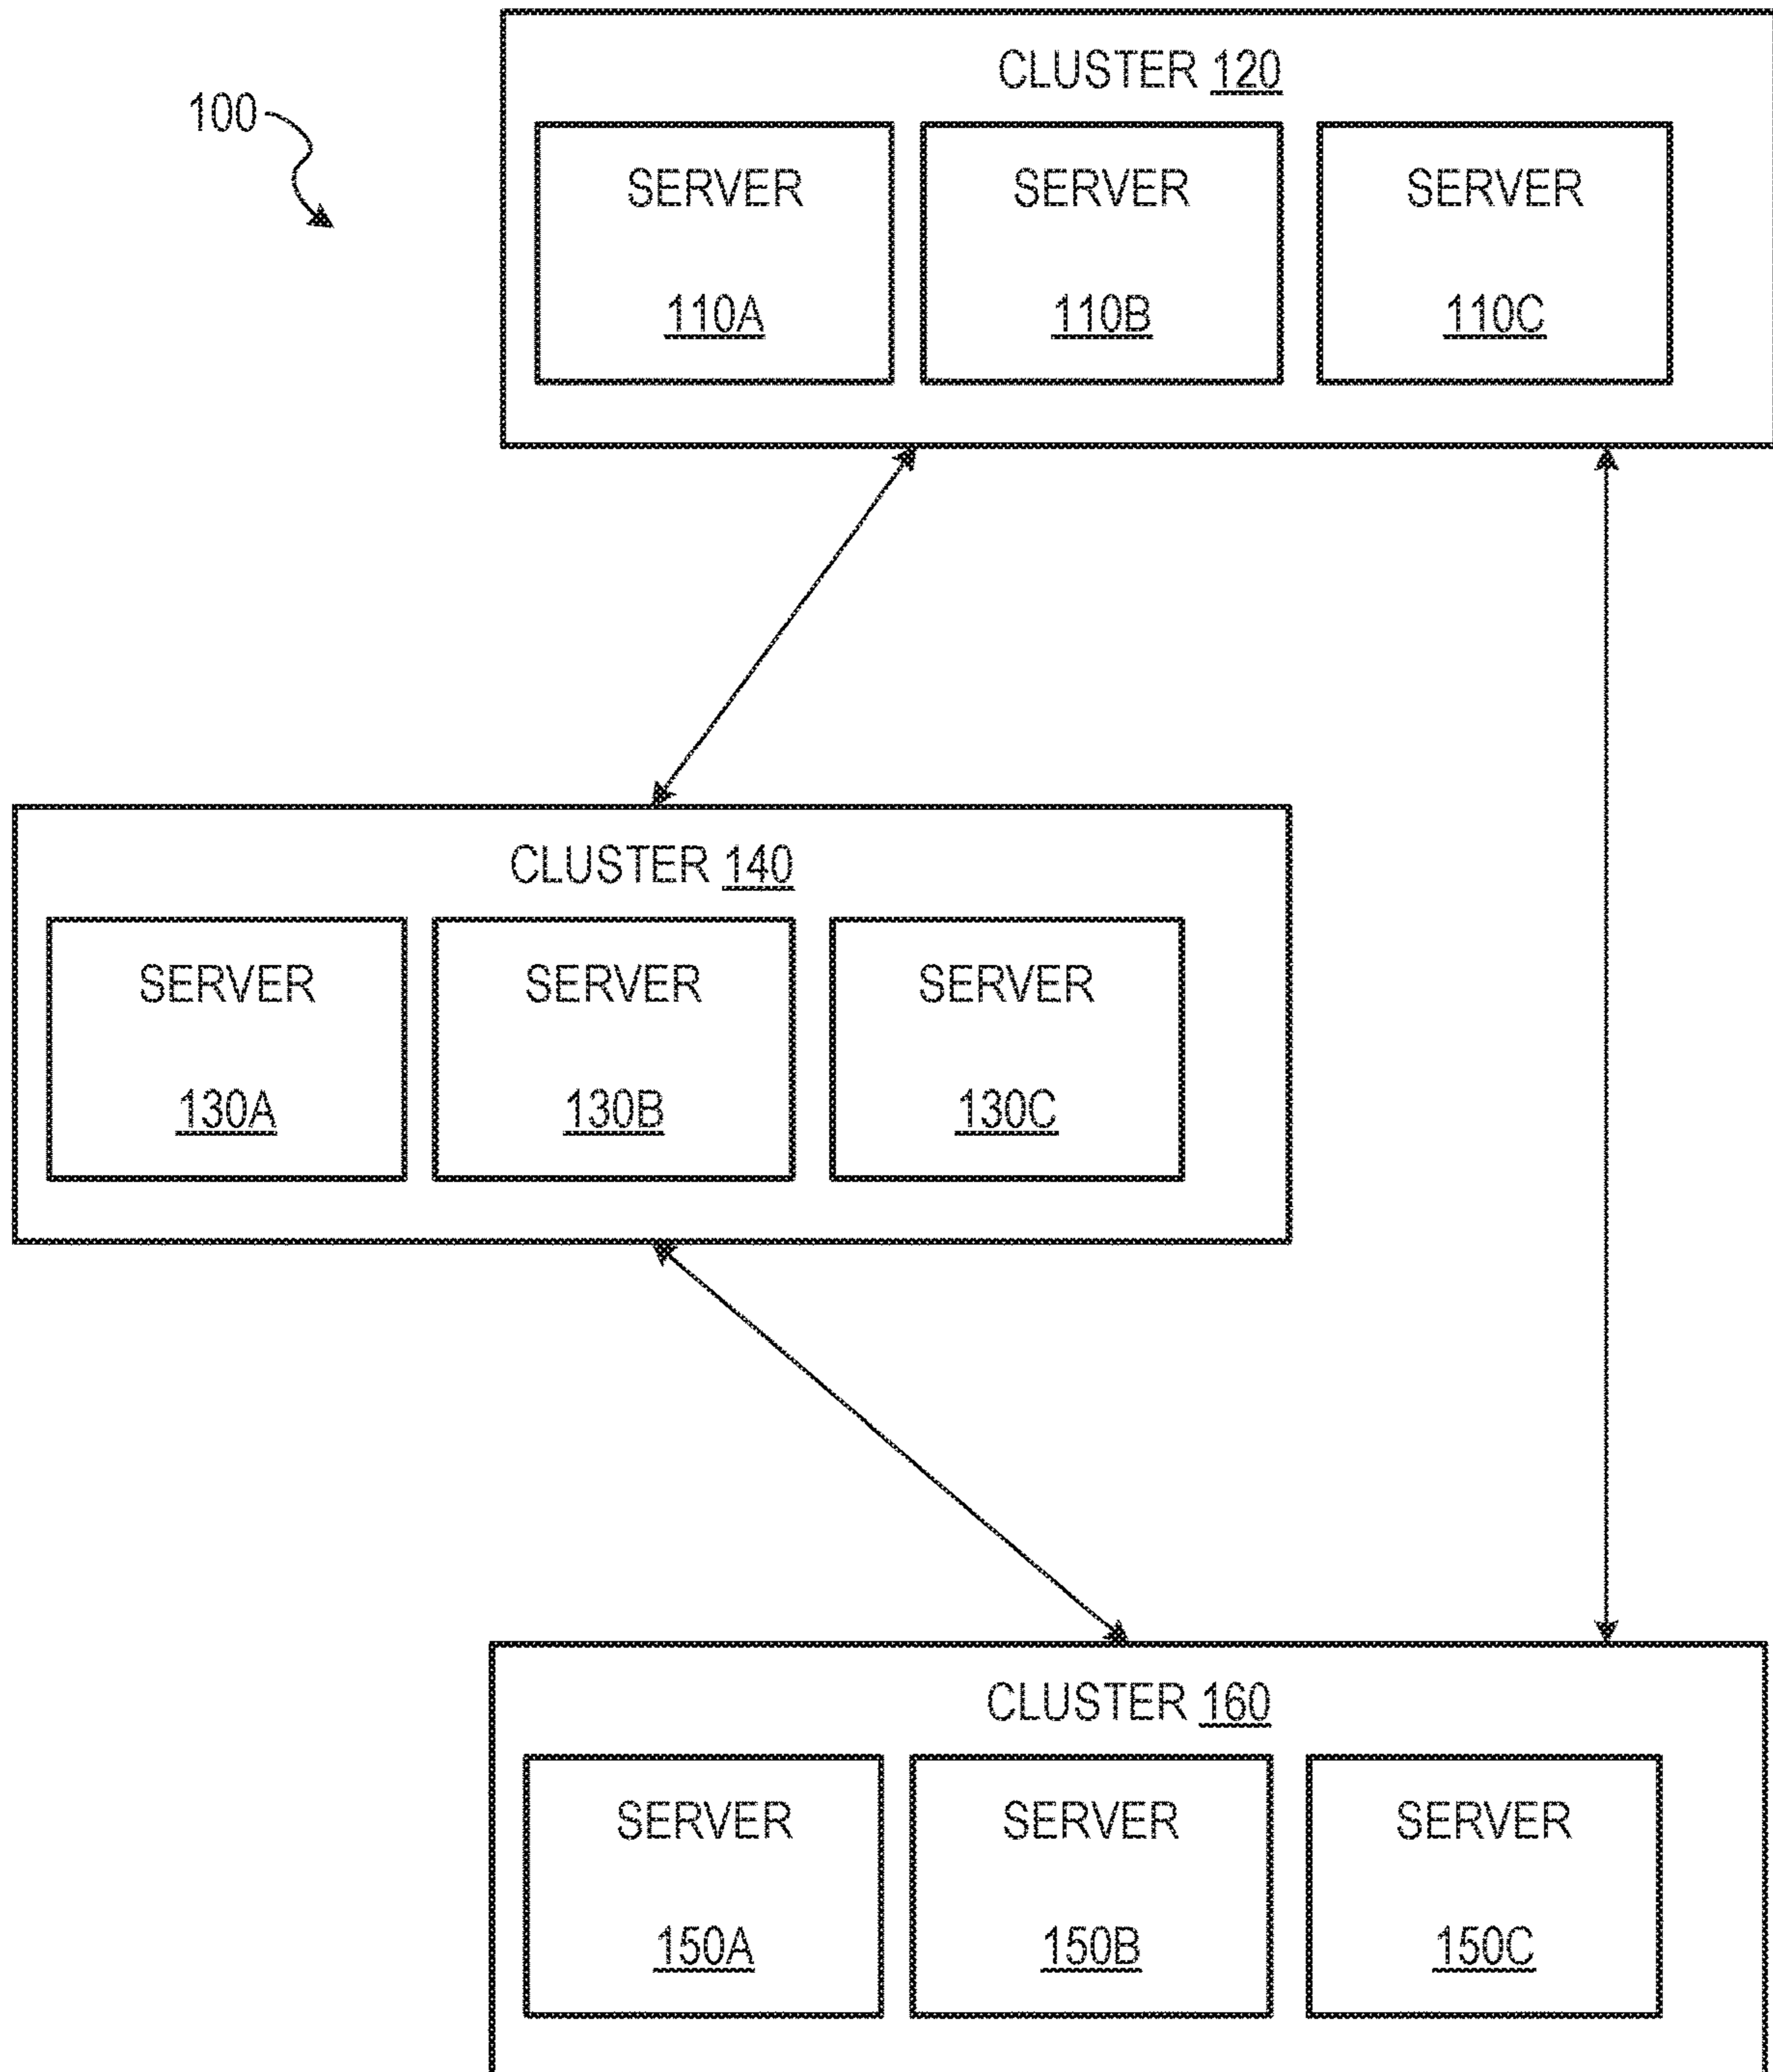 CLUSTER 120
100
SERVER SERVER SERVER
110A 110B 110C
CLUSTER 140
SERVER SERVER SERVER
130A 130B 130C
CLUSTER 160
SERVER SERVER SERVER
150A 150B 150C